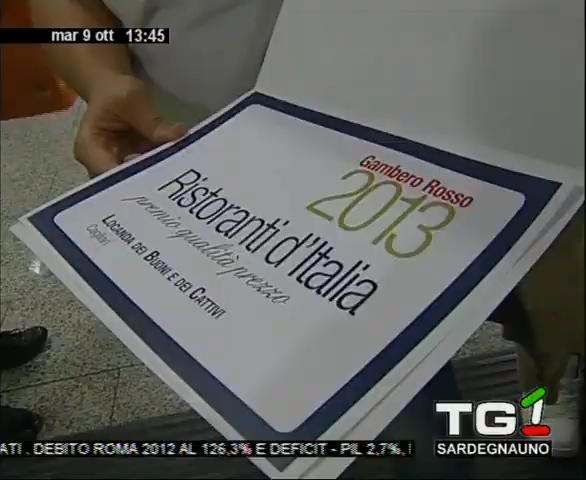 mar 9 ott 13:45
Gambero Rosso
2013
Ristoranti d'Italia
premio qualità prezzo
LOCANDA DEI BUONI E DEI CATTIVI
Cagliari
TG1
SARDEGNAUNO
ATI. DEBITO ROMA 2012 AL 126,3% E DEFICIT - PIL 2,7%,